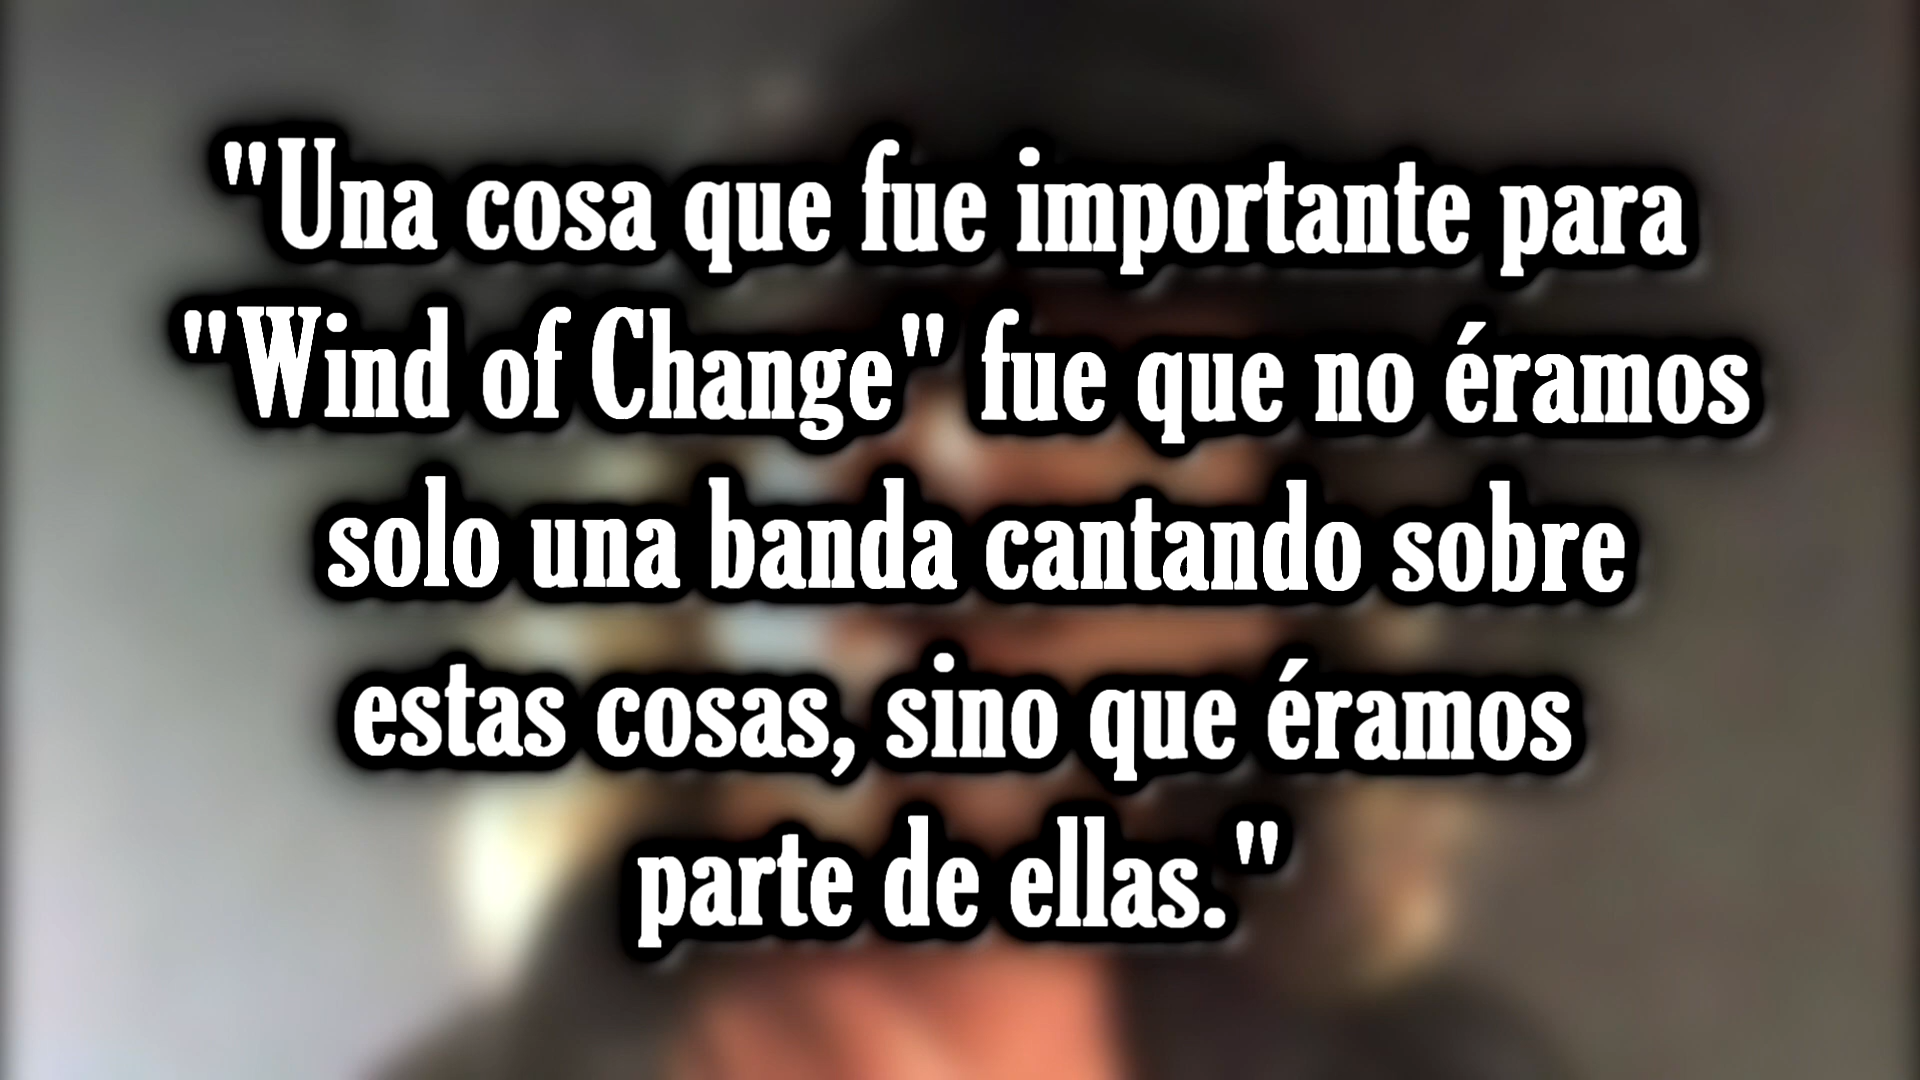 "Una cosa que fue importante para
"Wind of Change" fue que no éramos
solo una banda cantando sobre
estas cosas, sino que éramos
parte de ellas."